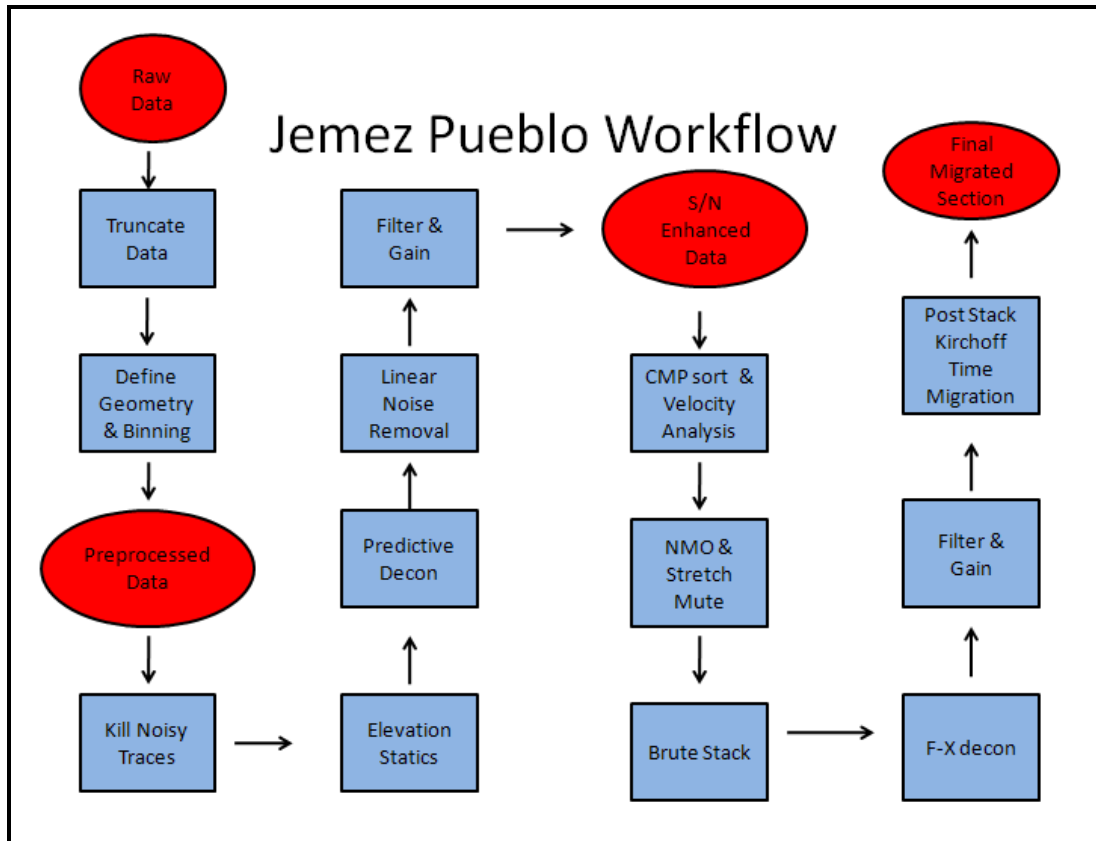 Jemez Pueblo Workflow
Raw
Data
Truncate
Data
Define
Geometry
& Binning
Preprocessed
Data
Kill Noisy
Traces
Elevation
Statics
Predictive
Decon
Linear
Noise
Removal
Filter &
Gain
S/N
Enhanced
Data
CMP sort &
Velocity
Analysis
NMO &
Stretch
Mute
Brute Stack
F-X decon
Filter &
Gain
Post Stack
Kirchoff
Time
Migration
Final
Migrated
Section